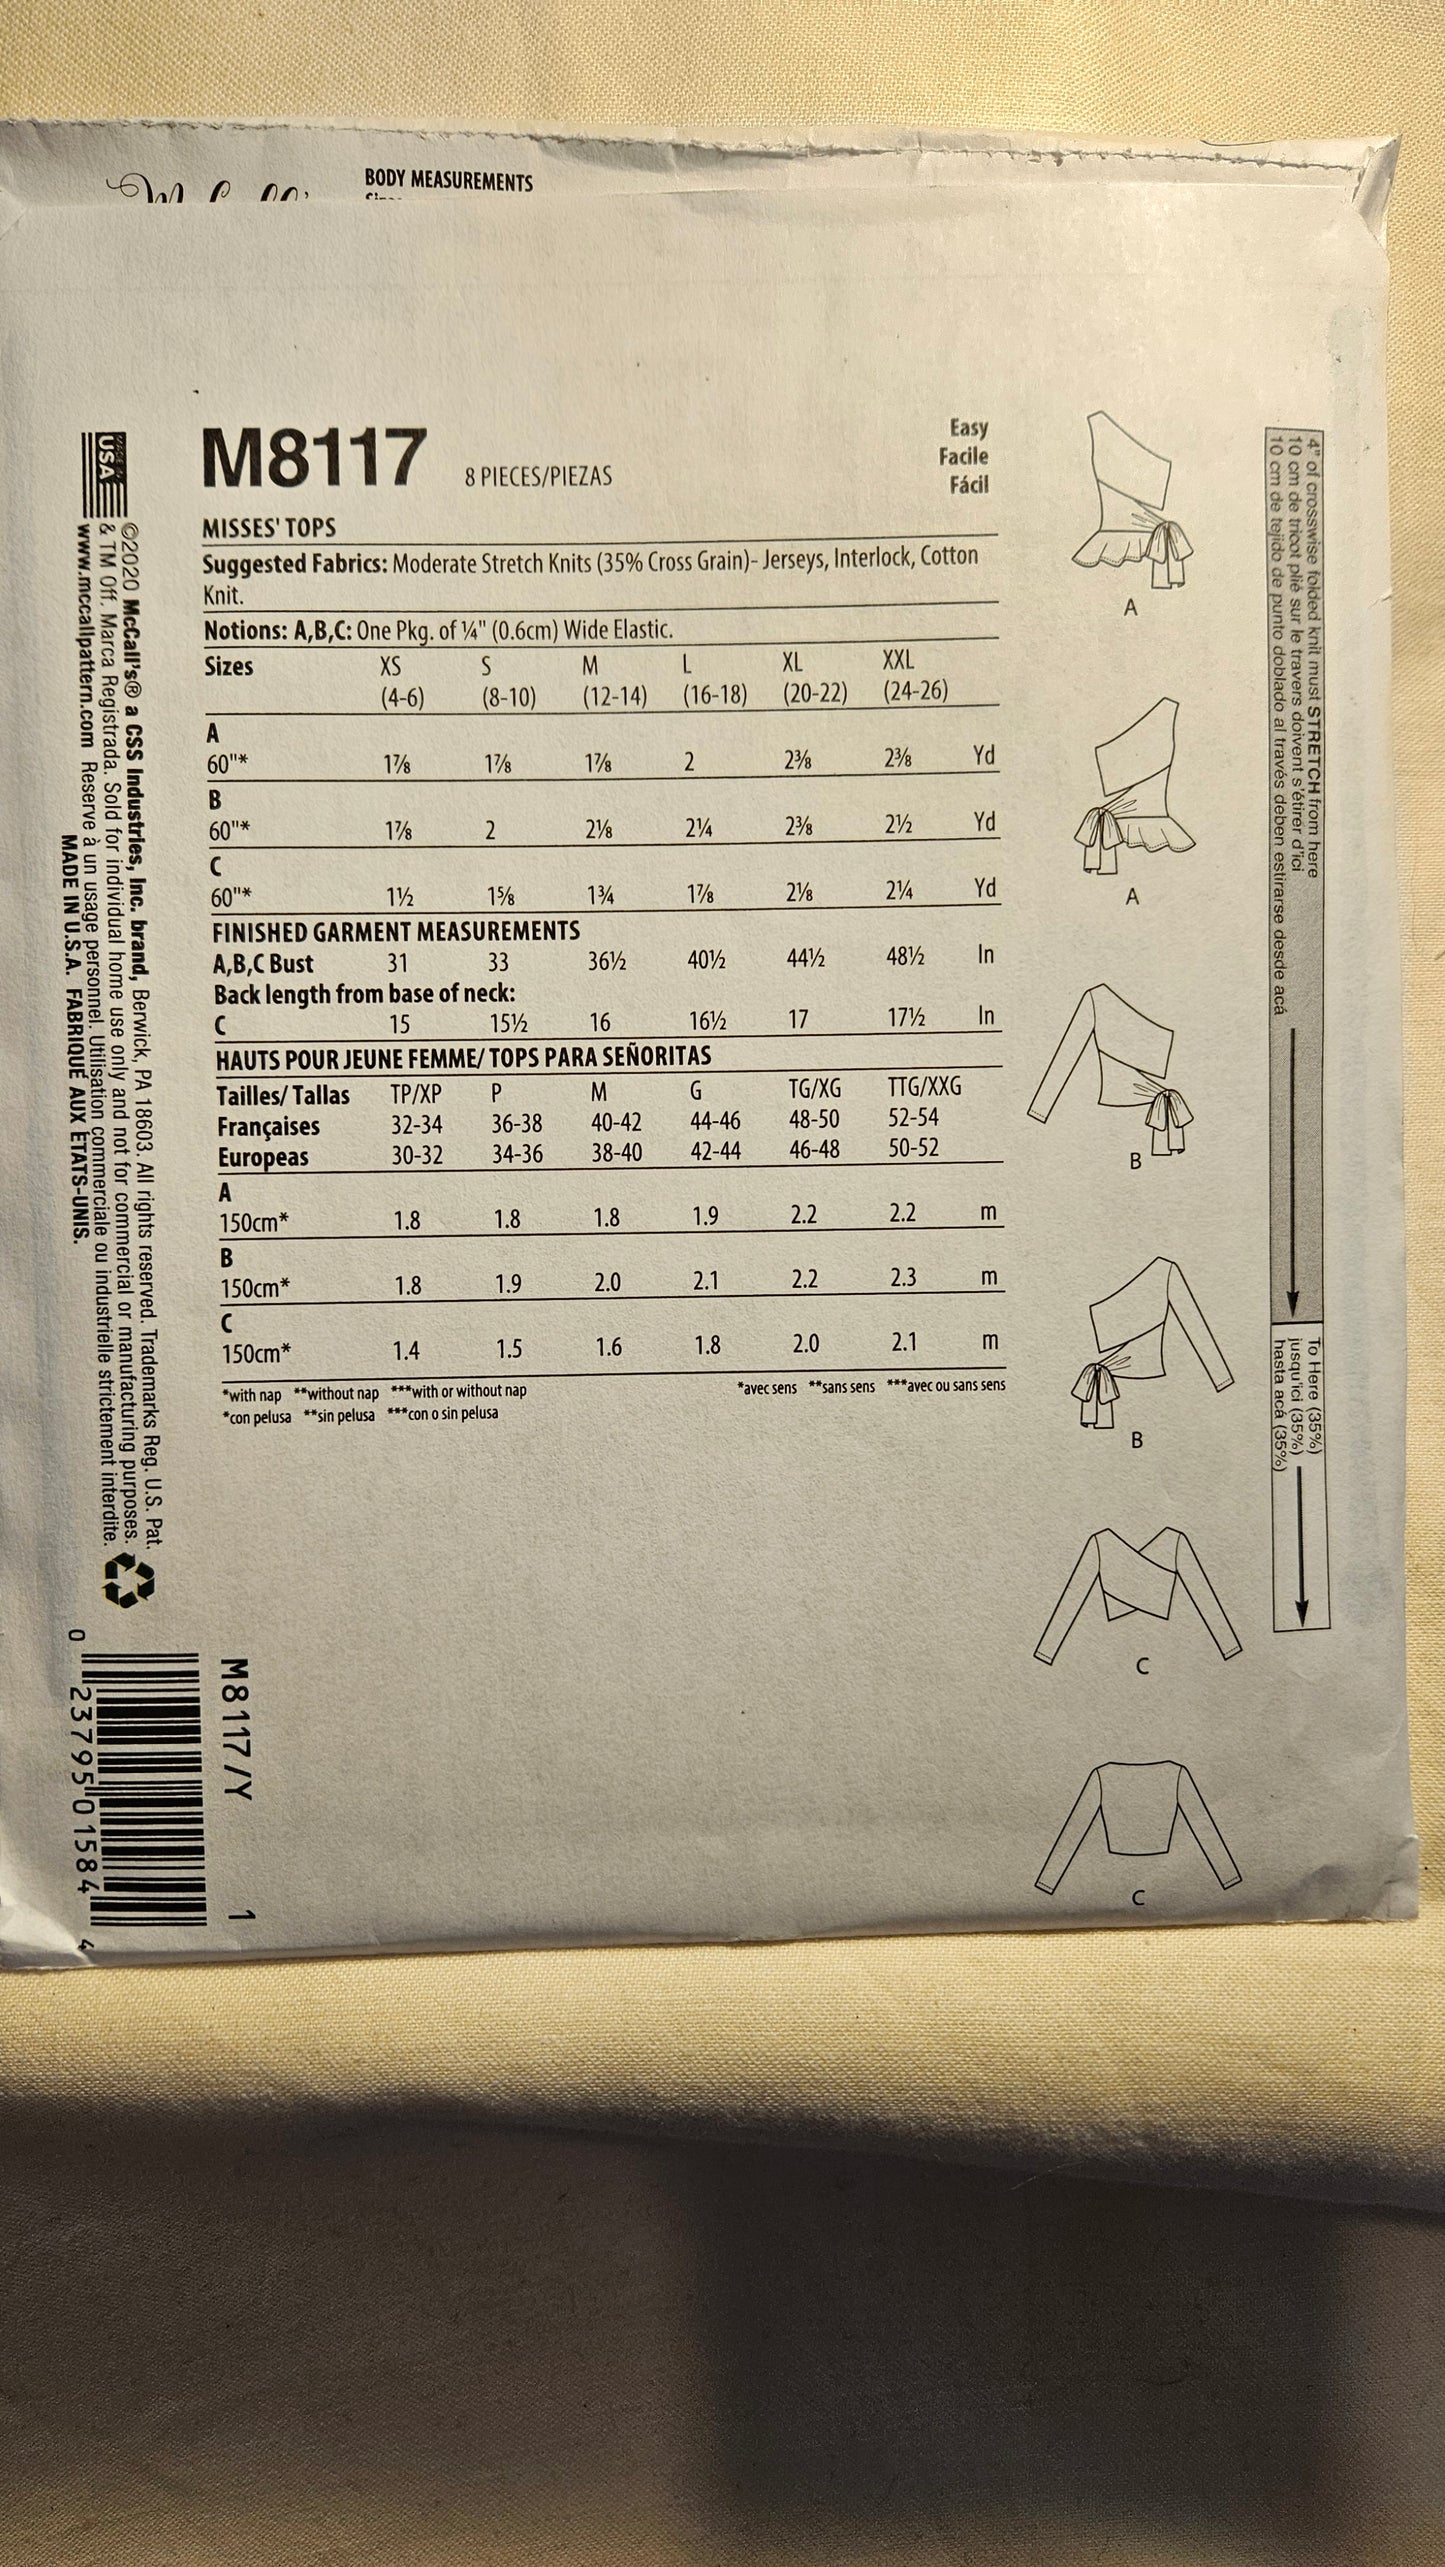 BODY MEASUREMENTS
M8117 8 PIECES/PIEZAS
Easy
Facile
Fácil
MISSES' TOPS
Suggested Fabrics: Moderate Stretch Knits (35% Cross Grain)- Jerseys, Interlock, Cotton
Knit.
Notions: A,B,C: One Pkg. of ¼" (0.6cm) Wide Elastic.
Sizes XS S M L XL XXL
(4-6) (8-10) (12-14) (16-18) (20-22) (24-26)
A
60"* 1⅞ 1⅞ 1⅞ 2 2⅜ 2⅜ Yd
B
60"* 1⅞ 2 2⅛ 2¼ 2⅜ 2½ Yd
C
60"* 1½ 1⅝ 1¾ 1⅞ 2⅛ 2¼ Yd
FINISHED GARMENT MEASUREMENTS
A,B,C Bust 31 33 36½ 40½ 44½ 48½ In
Back length from base of neck:
C 15 15½ 16 16½ 17 17½ In
HAUTS POUR JEUNE FEMME/ TOPS PARA SEÑORITAS
Tailles/ Tallas TP/XP P M G TG/XG TTG/XXG
Françaises 32-34 36-38 40-42 44-46 48-50 52-54
Europeas 30-32 34-36 38-40 42-44 46-48 50-52
A
150cm* 1.8 1.8 1.8 1.9 2.2 2.2 m
B
150cm* 1.8 1.9 2.0 2.1 2.2 2.3 m
C
150cm* 1.4 1.5 1.6 1.8 2.0 2.1 m
*with nap **without nap ***with or without nap *avec sens **sans sens ***avec ou sans sens
*con pelusa **sin pelusa ***con o sin pelusa
A
A
B
B
C
C
4" of crosswise folded knit must STRETCH from here
10 cm de tricot plié sur le travers doivent s'étirer d'ici
10 cm de tejido de punto doblado al través deben estirarse desde acá
To Here (35%)
jusqu'ici (35%)
hasta acá (35%)
MADE IN
USA
©2020 McCall's® a CSS Industries, Inc. brand, Berwick, PA 18603. All rights reserved. Trademarks Reg. U.S. Pat.
& TM Off. Marca Registrada. Sold for individual home use only and not for commercial or manufacturing purposes.
www.mccallpattern.com Reserve à un usage personnel. Utilisation commerciale ou industrielle strictement interdite.
MADE IN U.S.A. FABRIQUÉ AUX ÉTATS-UNIS.
M8117/Y 1
0 23795 01584 4